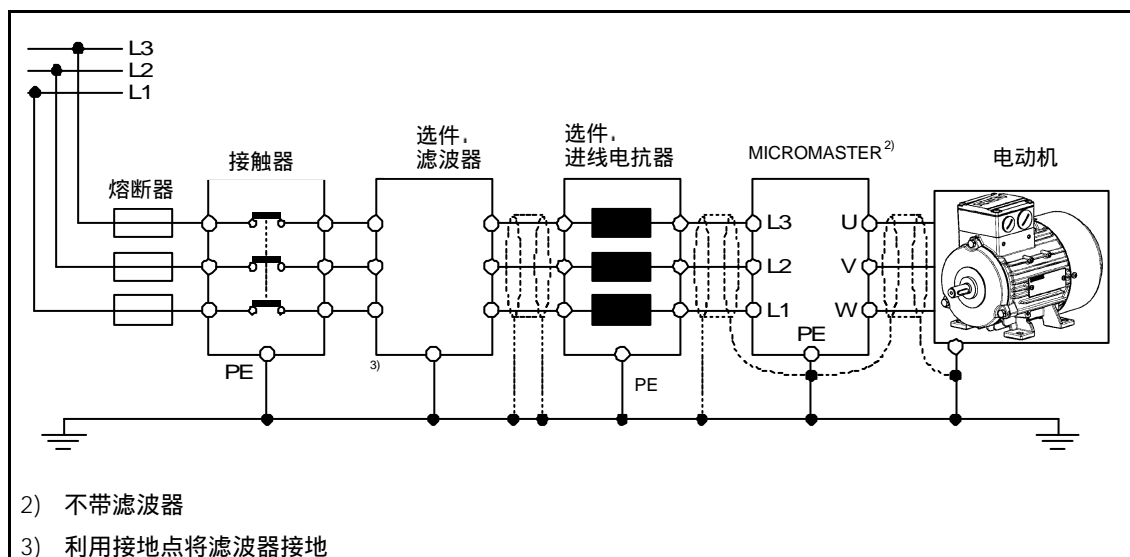 L3
L2
L1
选件,
滤波器
选件,
进线电抗器
MICROMASTER 2)
电动机
接触器
熔断器
L3
U
L2
V
L1
W
PE
PE
3)
PE
2) 不带滤波器
3) 利用接地点将滤波器接地